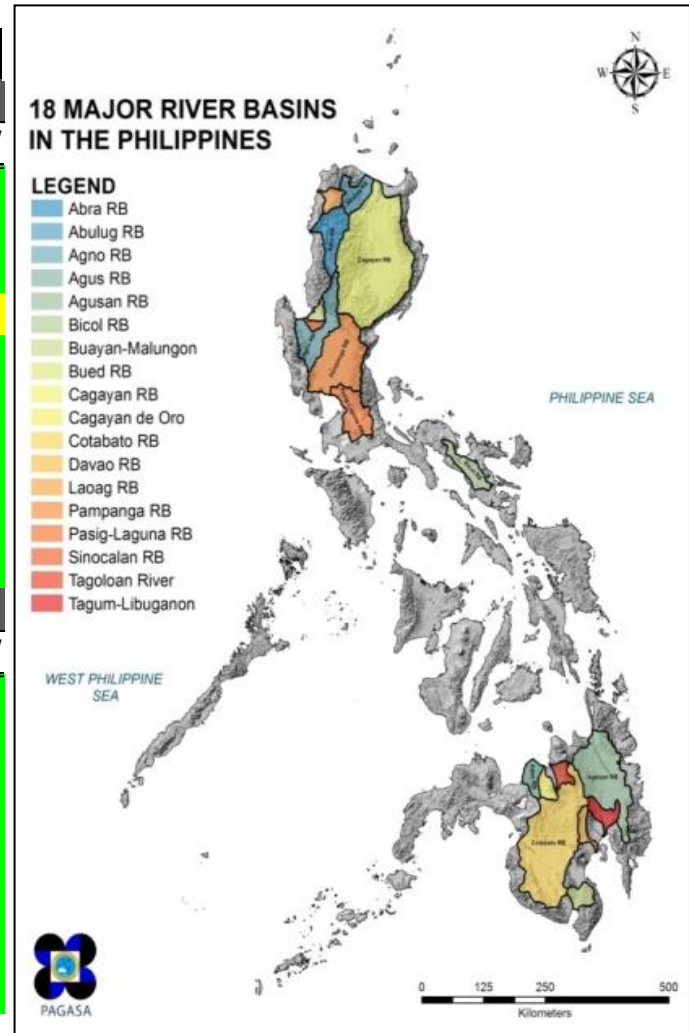 N
W E
S
18 MAJOR RIVER BASINS
IN THE PHILIPPINES
LEGEND
Abra RB
Abulug RB
Agno RB
Agus RB
Agusan RB
Bicol RB
Buayan-Malungon
Bued RB
Cagayan RB
Cagayan de Oro
Cotabato RB
Davao RB
Laoag RB
Pampanga RB
Pasig-Laguna RB
Sinocalan RB
Tagoloan River
Tagum-Libuganon
Cagayan RB
PHILIPPINE SEA
WEST PHILIPPINE
SEA
Agusan RB
Cotabato RB
PAGASA
0 125 250 500
Kilometers